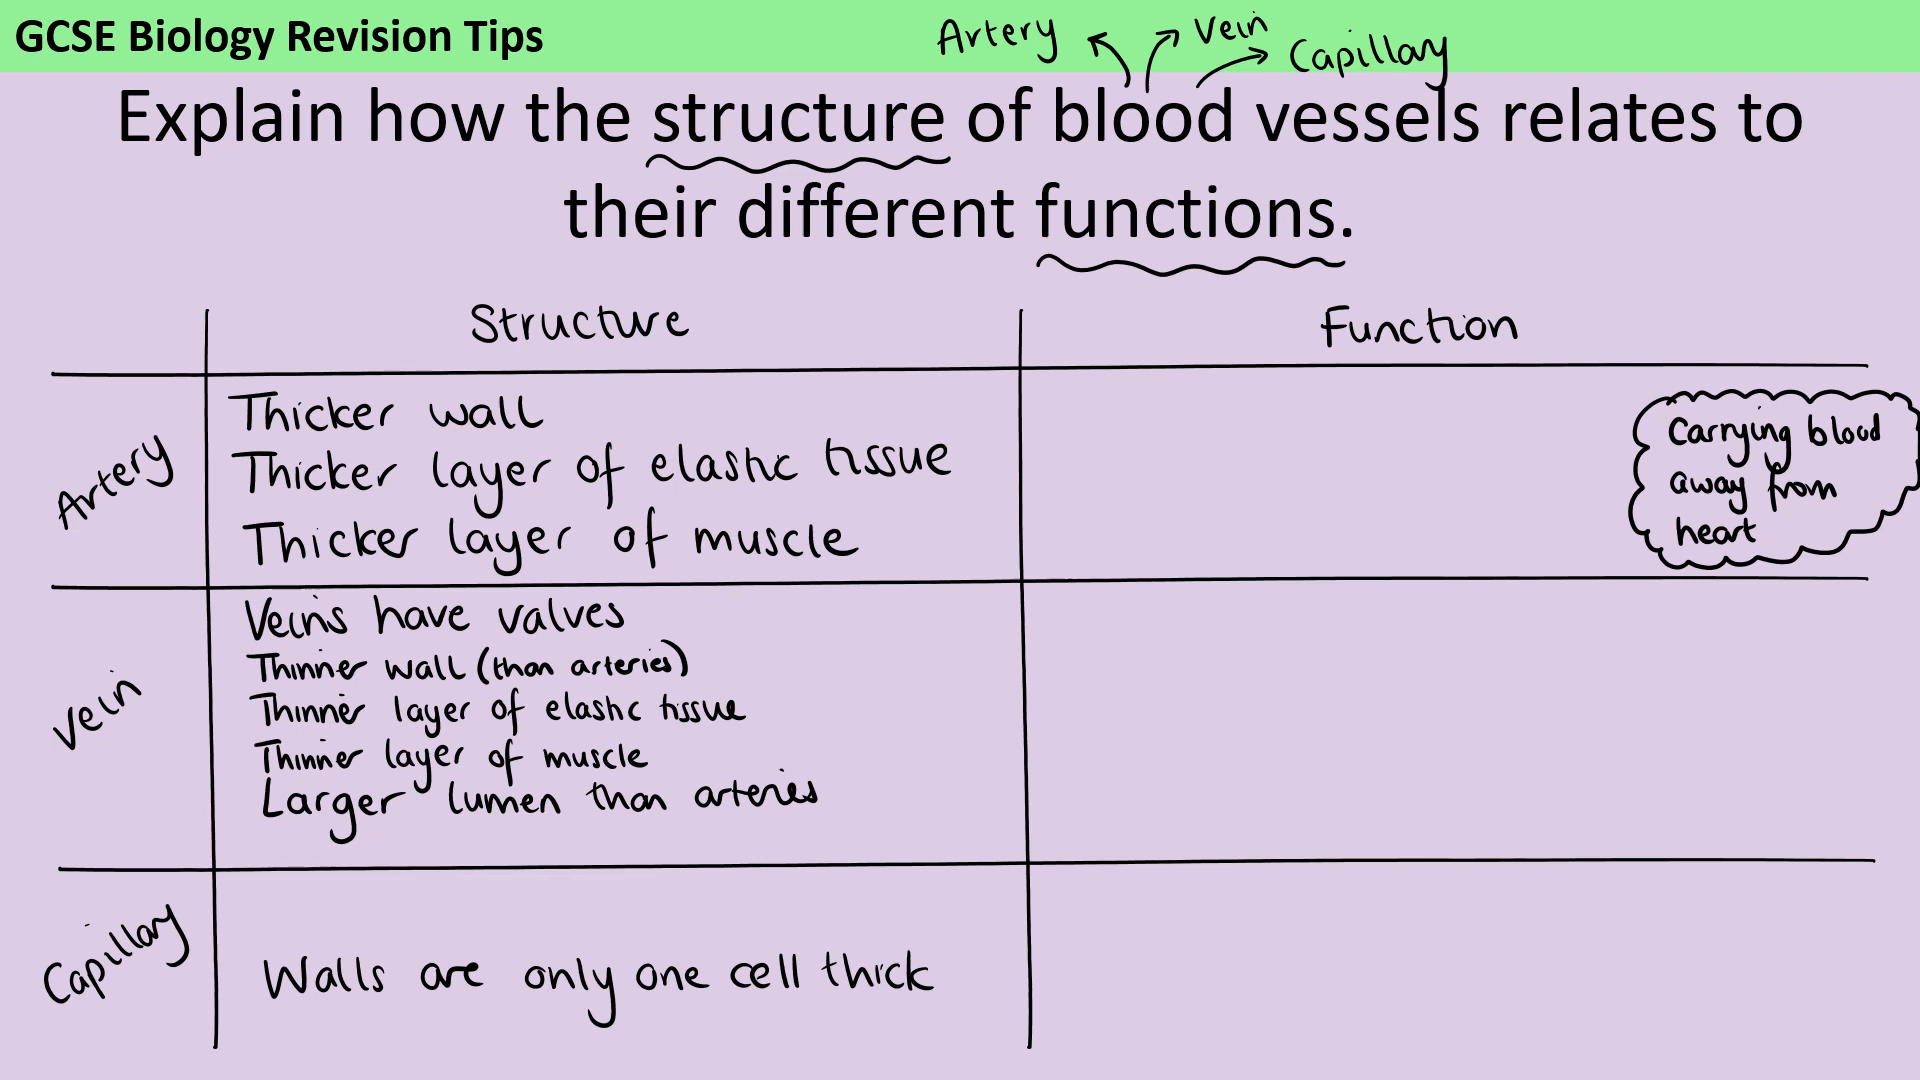 GCSE Biology Revision Tips
Artery
Vein
Capillary
Explain how the structure of blood vessels relates to
their different functions.
Structure
Function
Artery
Thicker wall
Thicker layer of elastic tissue
Thicker layer of muscle
Carrying blood
away from
heart
Vein
Veins have valves
Thinner wall (than arteries)
Thinner layer of elastic tissue
Thinner layer of muscle
Larger lumen than arteries
Capillary
Walls are only one cell thick